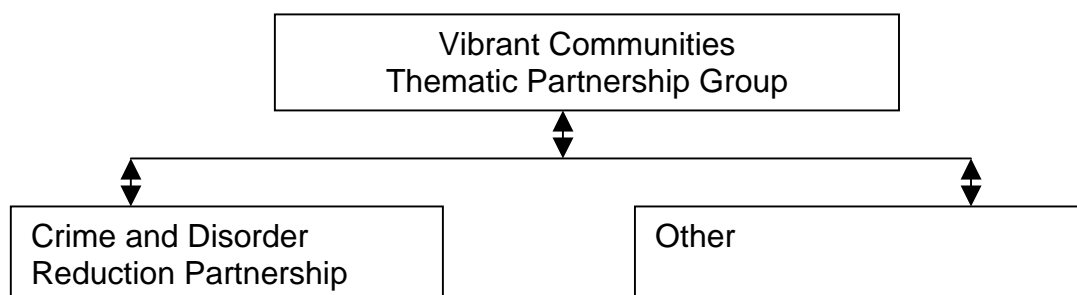 Vibrant Communities
Thematic Partnership Group
Crime and Disorder
Reduction Partnership
Other